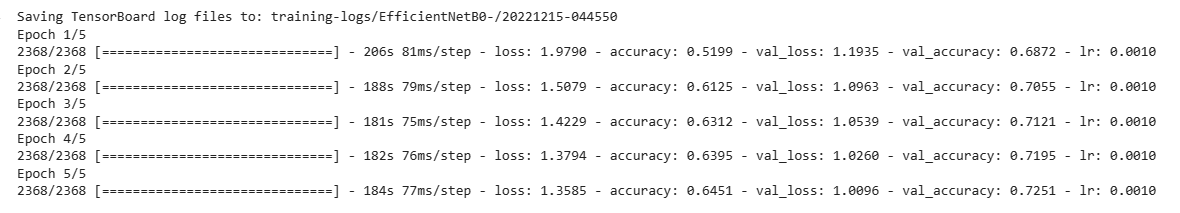 Saving TensorBoard log files to: training-logs/EfficientNetB0-/20221215-044550
Epoch 1/5
2368/2368 [==============================] - 206s 81ms/step - loss: 1.9790 - accuracy: 0.5199 - val_loss: 1.1935 - val_accuracy: 0.6872 - lr: 0.0010
Epoch 2/5
2368/2368 [==============================] - 188s 79ms/step - loss: 1.5079 - accuracy: 0.6125 - val_loss: 1.0963 - val_accuracy: 0.7055 - lr: 0.0010
Epoch 3/5
2368/2368 [==============================] - 181s 75ms/step - loss: 1.4229 - accuracy: 0.6312 - val_loss: 1.0539 - val_accuracy: 0.7121 - lr: 0.0010
Epoch 4/5
2368/2368 [==============================] - 182s 76ms/step - loss: 1.3794 - accuracy: 0.6395 - val_loss: 1.0260 - val_accuracy: 0.7195 - lr: 0.0010
Epoch 5/5
2368/2368 [==============================] - 184s 77ms/step - loss: 1.3585 - accuracy: 0.6451 - val_loss: 1.0096 - val_accuracy: 0.7251 - lr: 0.0010